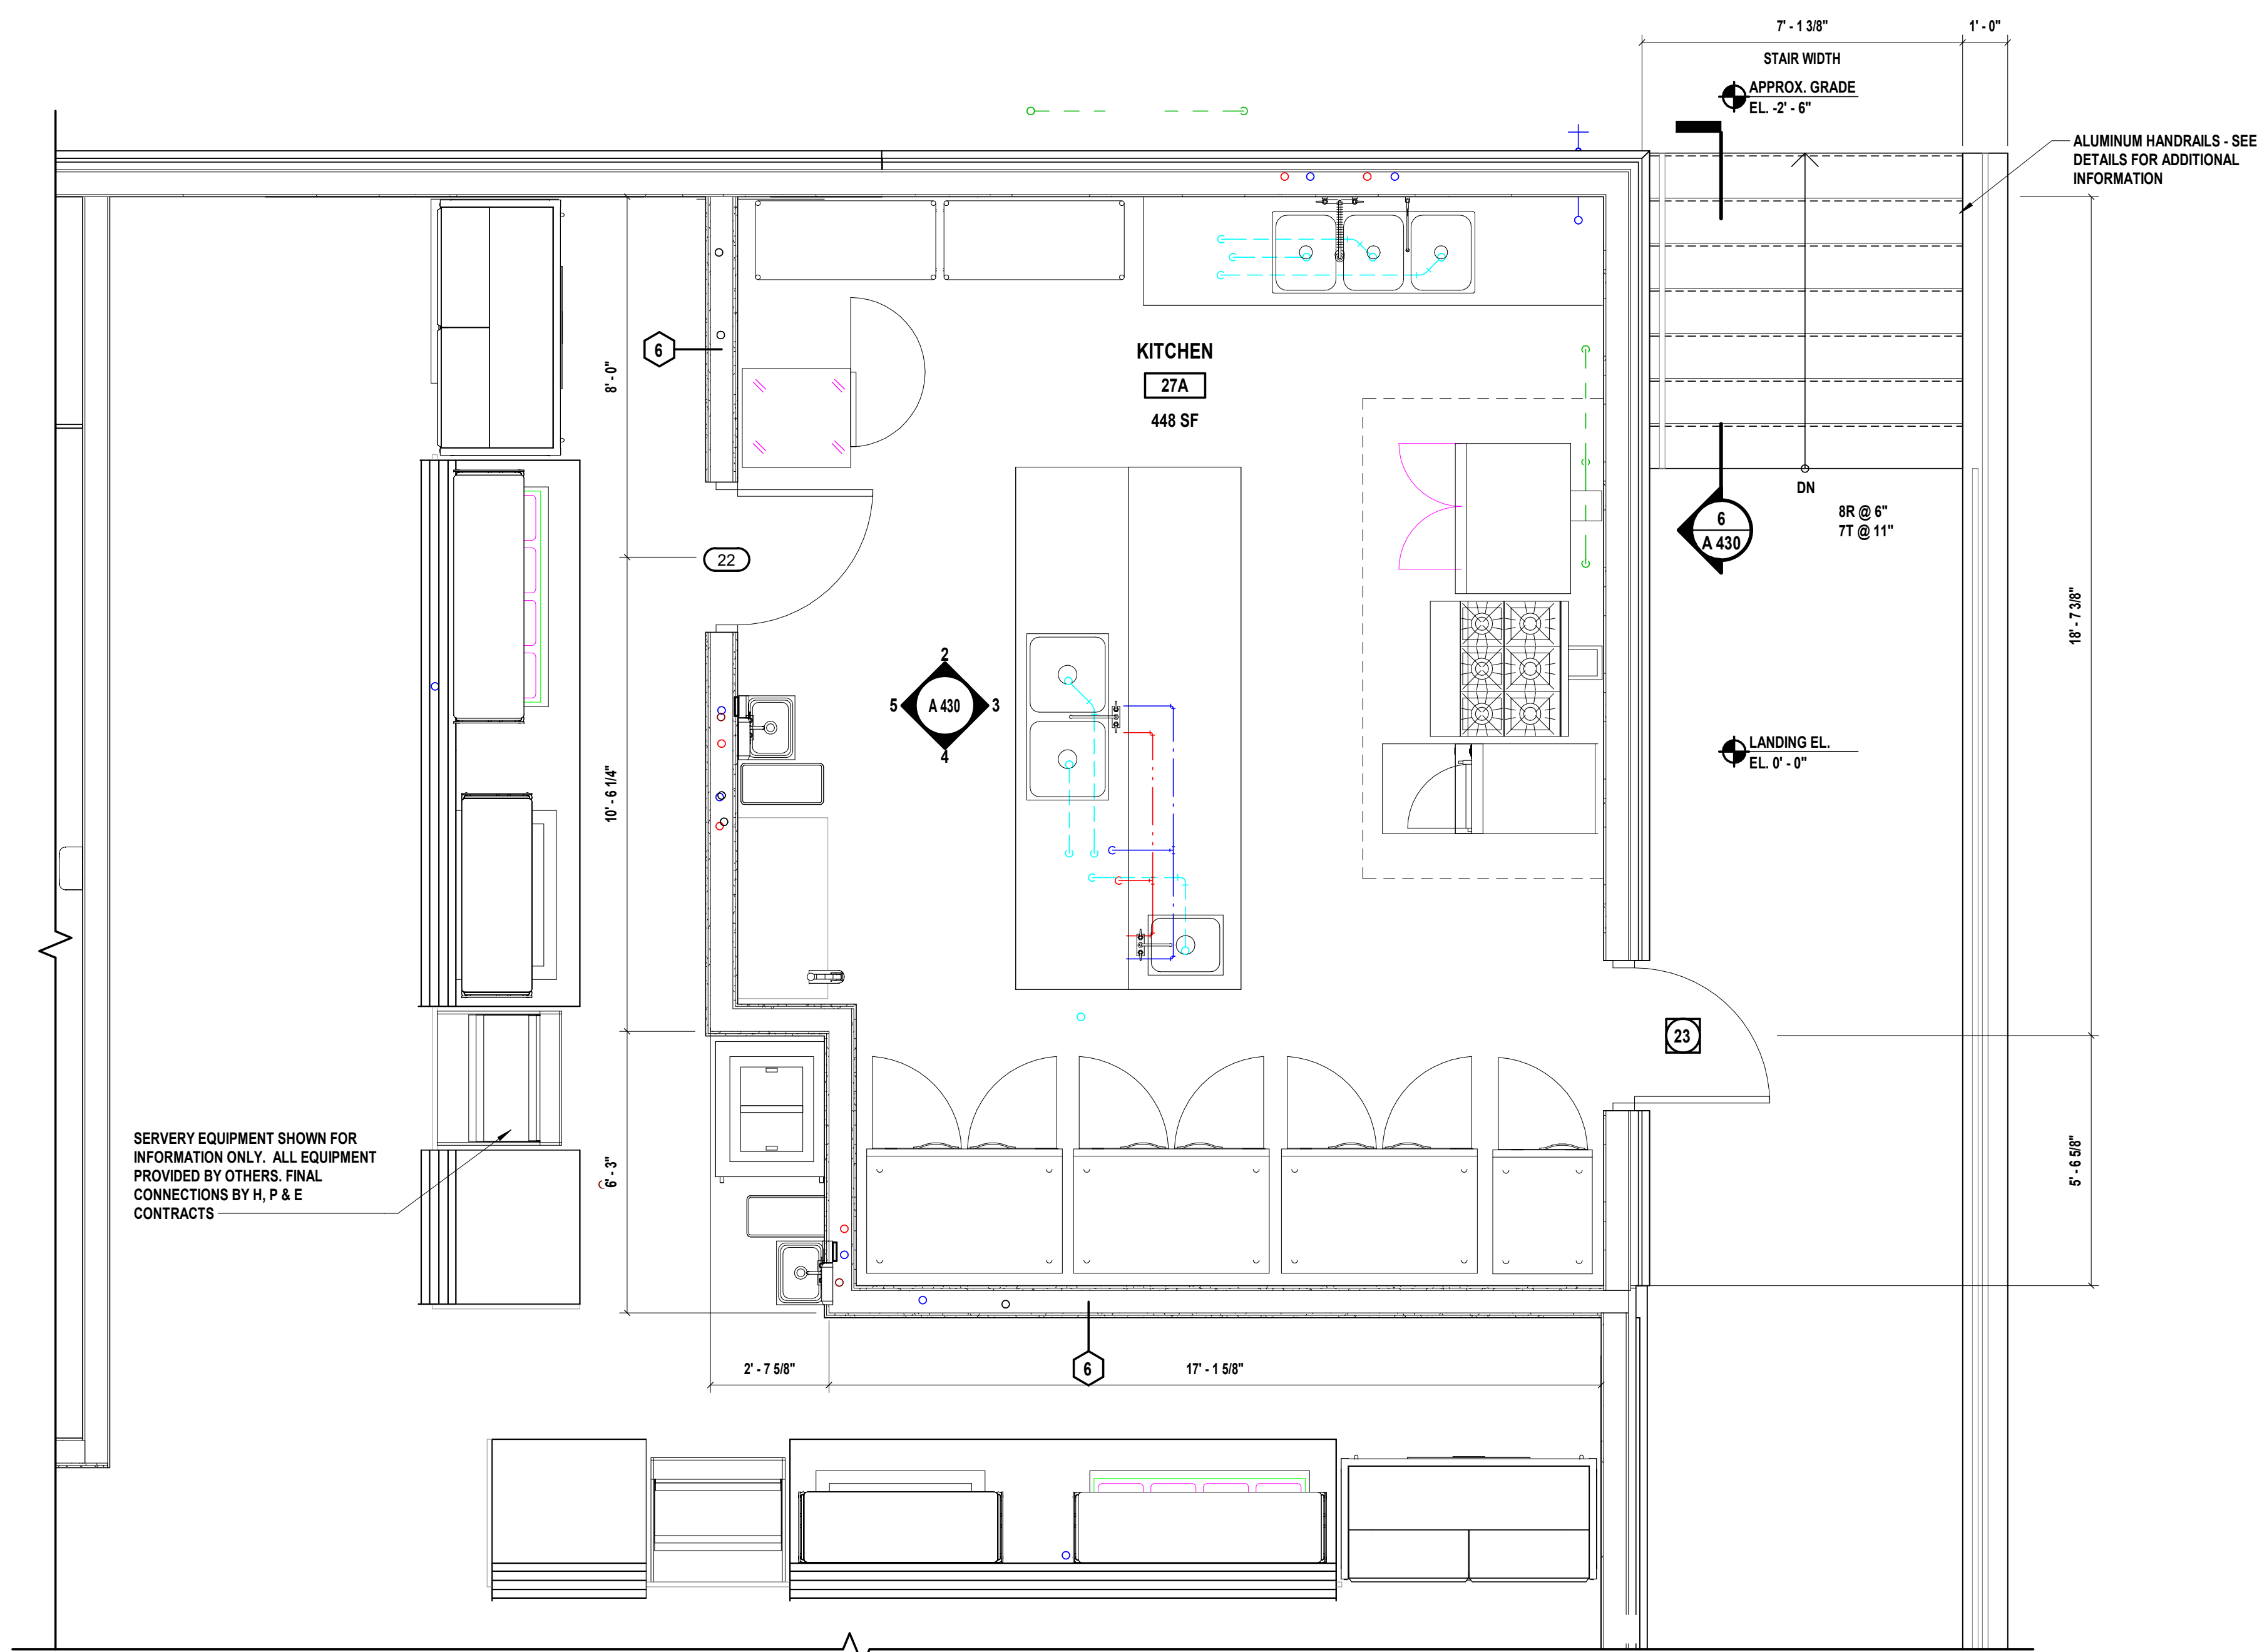 7' - 1 3/8"
1' - 0"
STAIR WIDTH
APPROX. GRADE
EL. -2' - 6"
ALUMINUM HANDRAILS - SEE
DETAILS FOR ADDITIONAL
INFORMATION
6
KITCHEN
27A
448 SF
8' - 0"
DN
8R @ 6"
7T @ 11"
6
A 430
22
18' - 7 3/8"
2
5
A 430
3
4
LANDING EL.
EL. 0' - 0"
10' - 6 1/4"
23
SERVERY EQUIPMENT SHOWN FOR
INFORMATION ONLY. ALL EQUIPMENT
PROVIDED BY OTHERS. FINAL
CONNECTIONS BY H, P & E
CONTRACTS
6' - 3"
5' - 6 5/8"
2' - 7 5/8"
6
17' - 1 5/8"